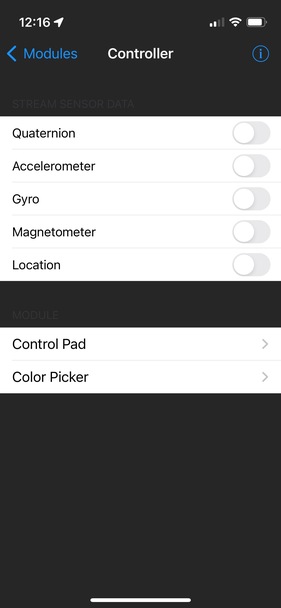 12:16
Modules
Controller
STREAM SENSOR DATA
Quaternion
Accelerometer
Gyro
Magnetometer
Location
MODULE
Control Pad
Color Picker